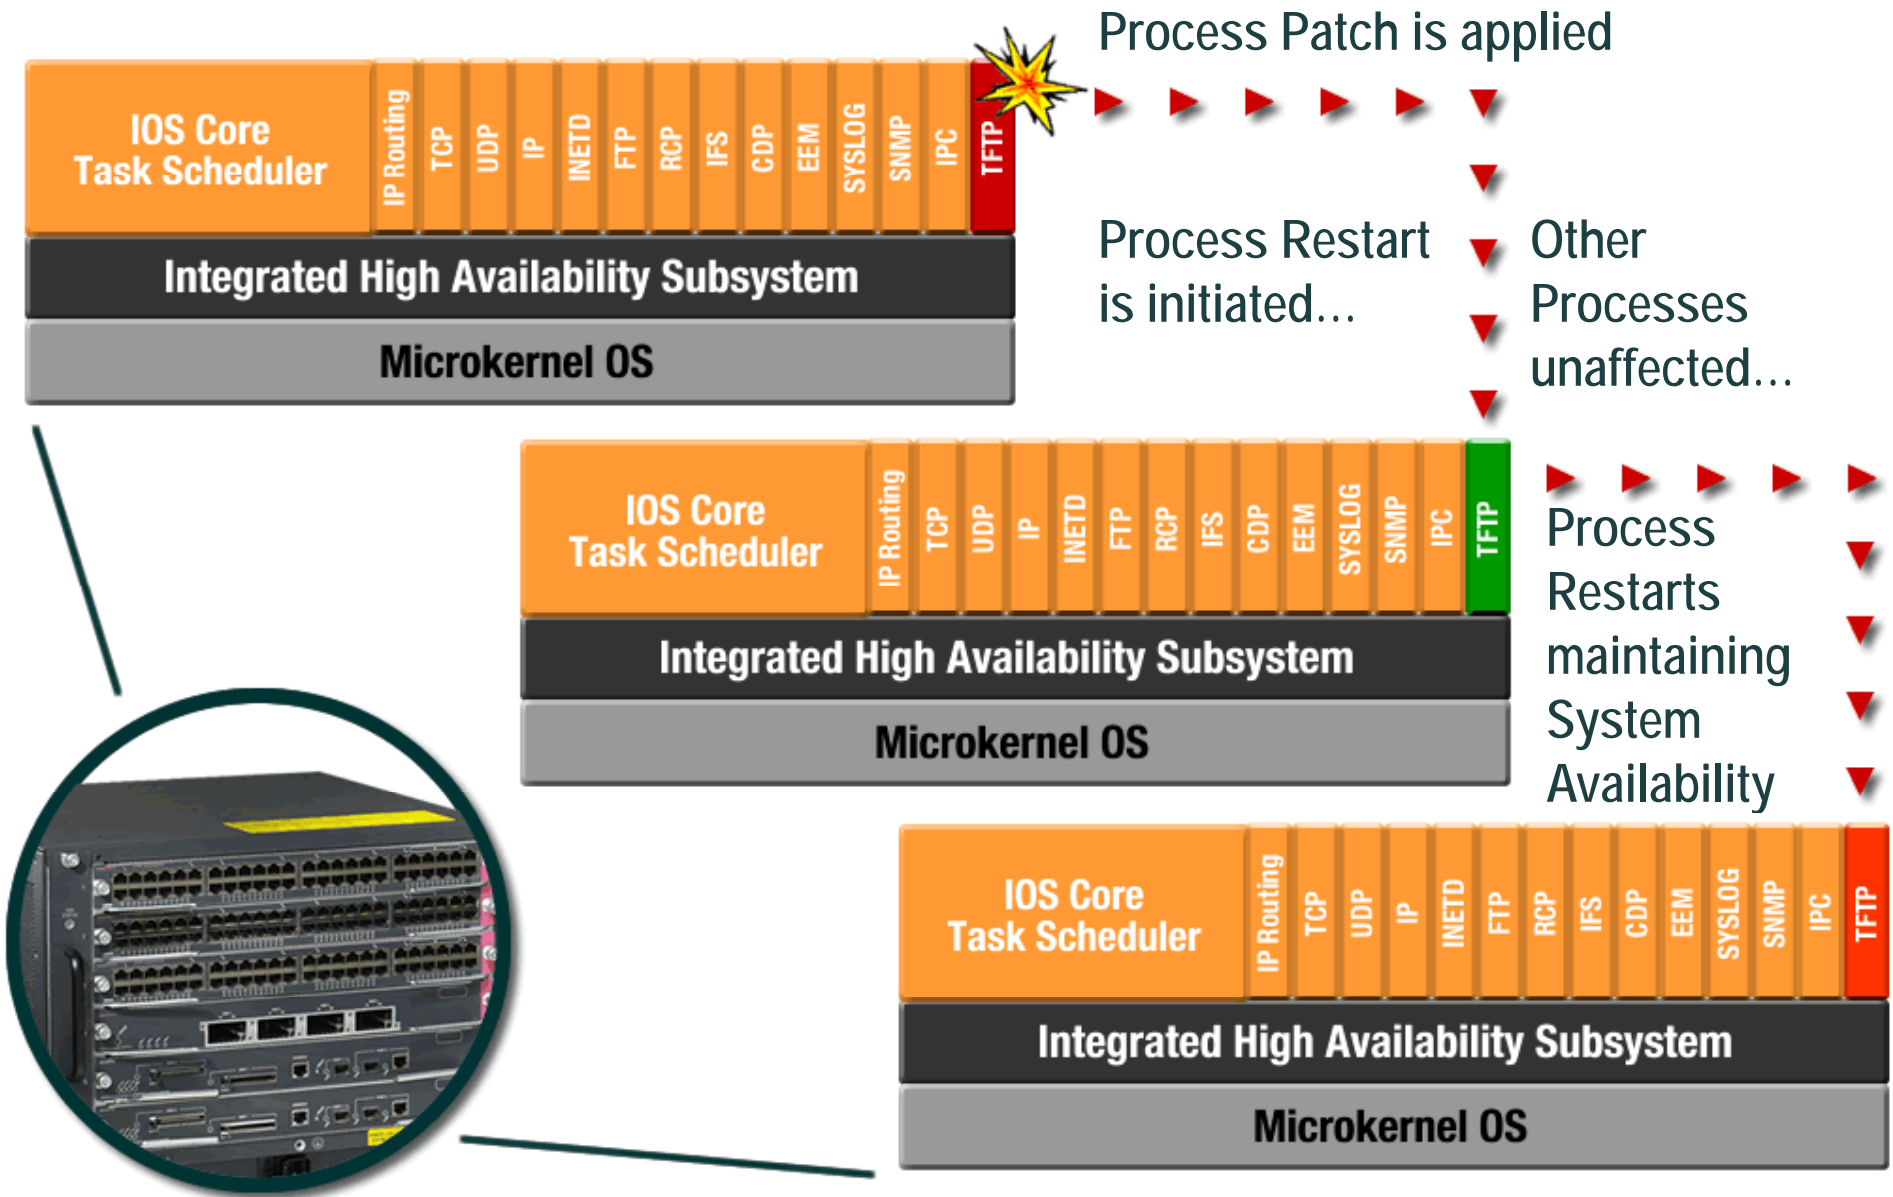 Process Patch is applied
IOS Core
Task Scheduler
IP Routing
TCP
UDP
IP
INETD
FTP
RCP
IFS
CDP
EEM
SYSLOG
SNMP
IPC
TFTP
Integrated High Availability Subsystem
Microkernel OS
Process Restart
is initiated...
Other
Processes
unaffected...
IOS Core
Task Scheduler
IP Routing
TCP
UDP
IP
INETD
FTP
RCP
IFS
CDP
EEM
SYSLOG
SNMP
IPC
TFTP
Integrated High Availability Subsystem
Microkernel OS
Process
Restarts
maintaining
System
Availability
IOS Core
Task Scheduler
IP Routing
TCP
UDP
IP
INETD
FTP
RCP
IFS
CDP
EEM
SYSLOG
SNMP
IPC
TFTP
Integrated High Availability Subsystem
Microkernel OS